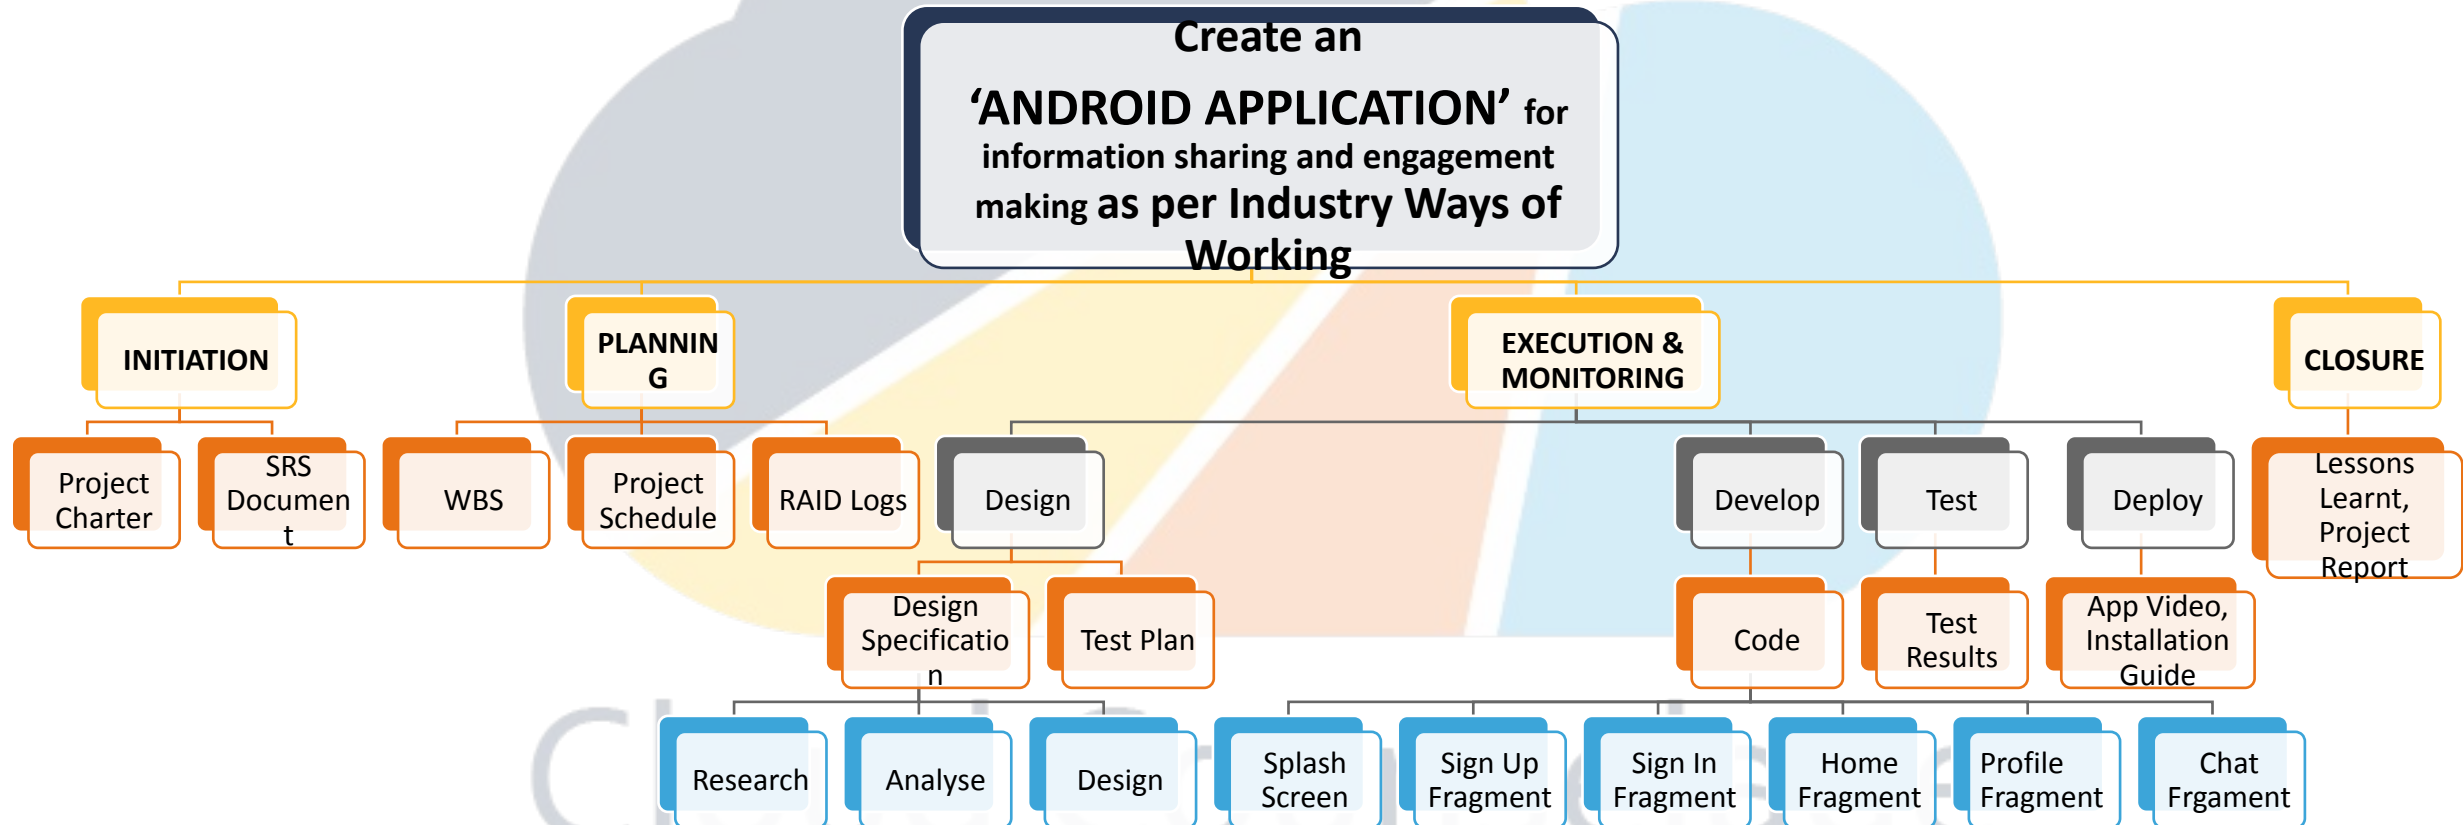 Create an
‘ANDROID APPLICATION’ for
information sharing and engagement
making as per Industry Ways of
Working
INITIATION
PLANNIN
G
EXECUTION &
MONITORING
CLOSURE
Project
Charter
SRS
Documen
t
WBS
Project
Schedule
RAID Logs
Design
Develop
Test
Deploy
Lessons
Learnt,
Project
Report
Design
Specificatio
n
Test Plan
Code
Test
Results
App Video,
Installation
Guide
Research
Analyse
Design
Splash
Screen
Sign Up
Fragment
Sign In
Fragment
Home
Fragment
Profile
Fragment
Chat
Frgament